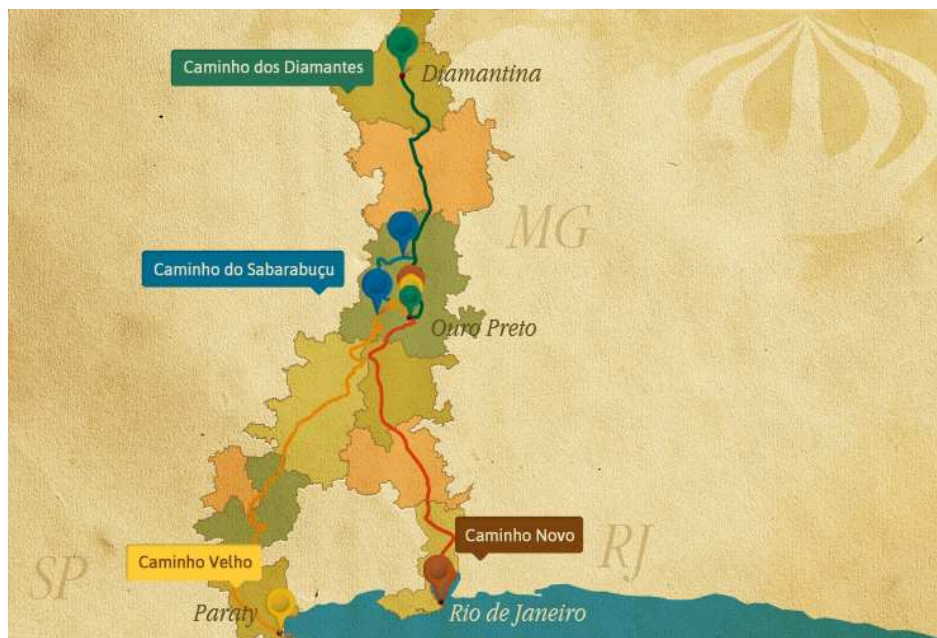 Caminho dos Diamantes
Diamantina
MG
Caminho do Sabarabuçu
Ouro Preto
Caminho Novo
RJ
SP
Caminho Velho
Paraty
Rio de Janeiro